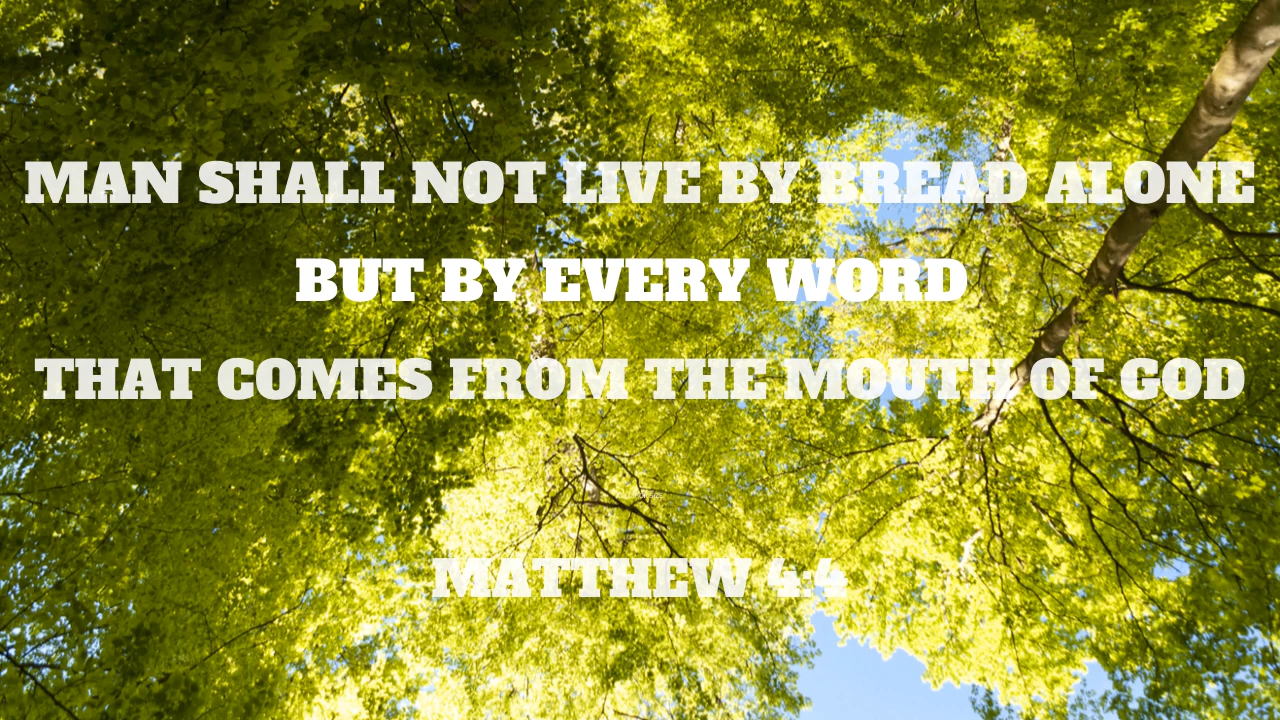 MAN SHALL NOT LIVE BY BREAD ALONE
BUT BY EVERY WORD
THAT COMES FROM THE MOUTH OF GOD
MATTHEW 4:4